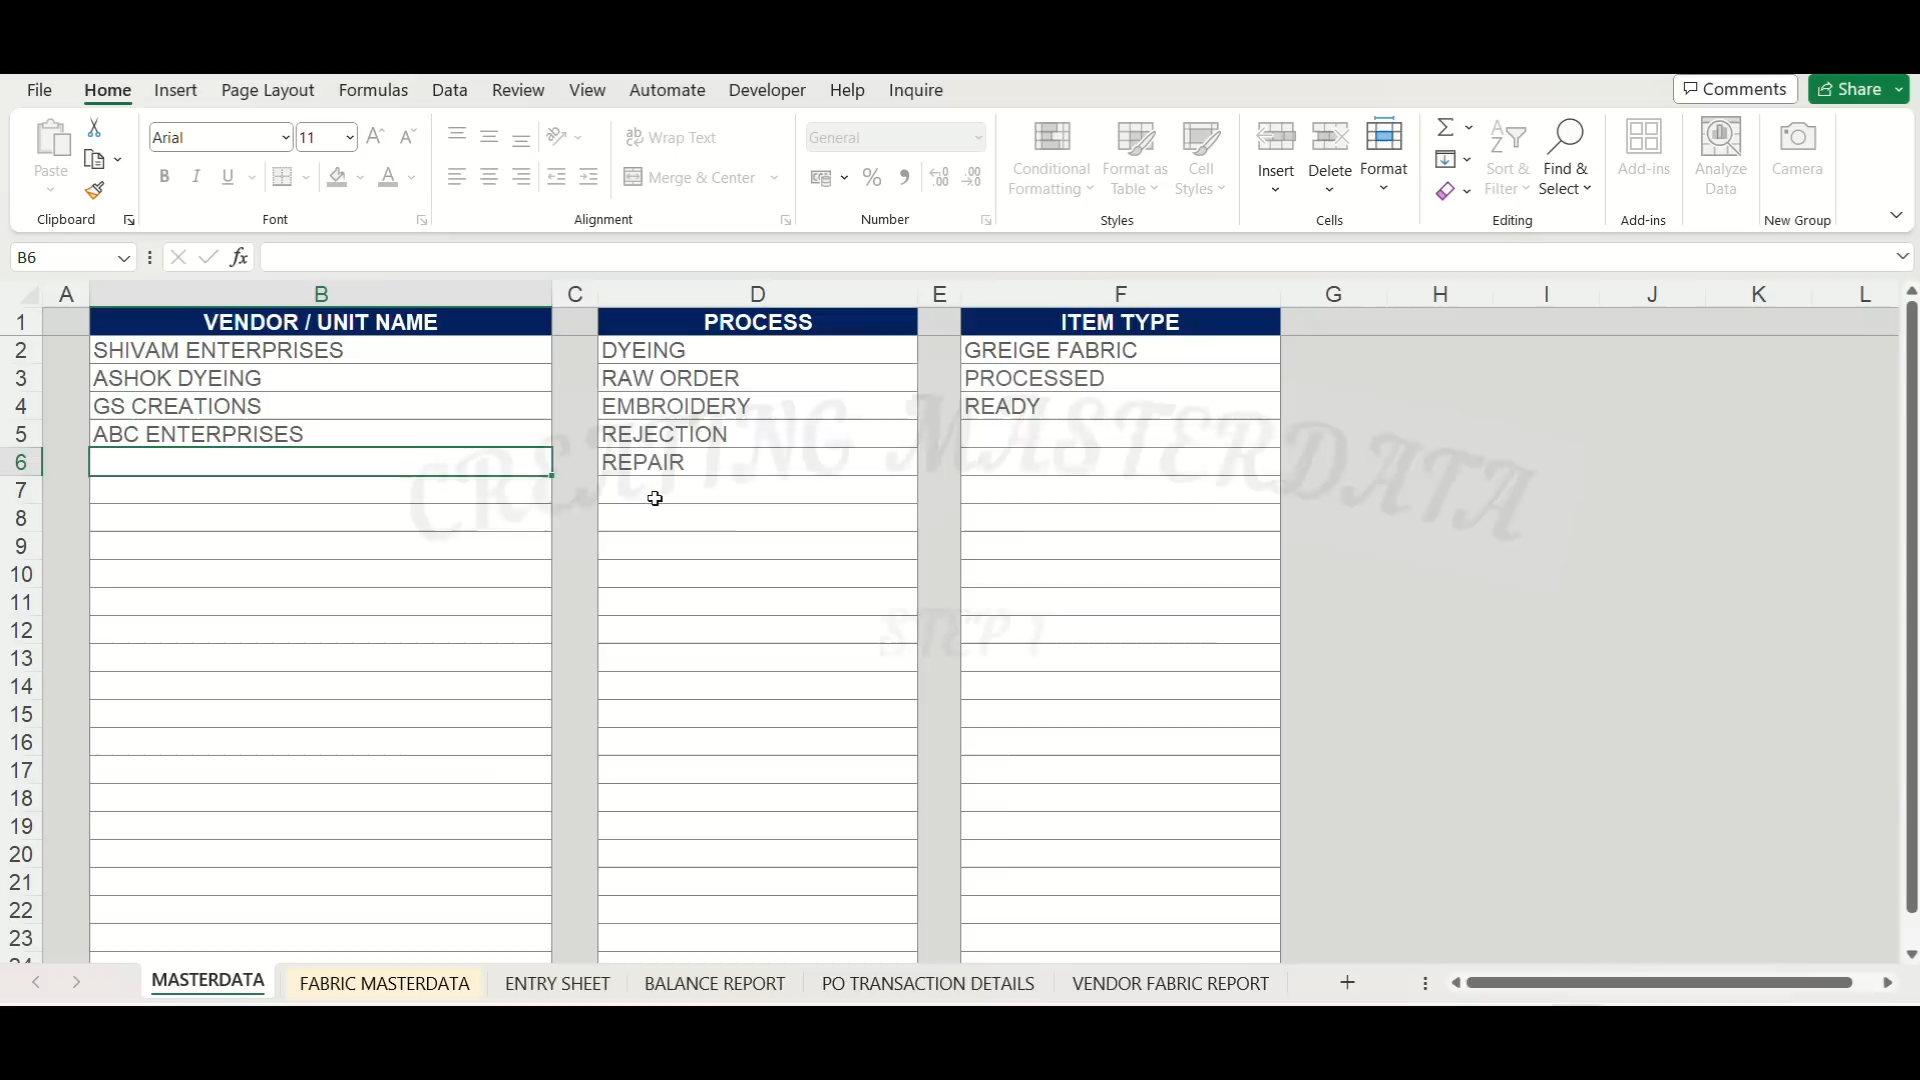 File Home Insert Page Layout Formulas Data Review View Automate Developer Help Inquire Comments Share
Arial 11 Wrap Text General
Paste B I U Merge & Center Conditional Formatting Format as Table Cell Styles Insert Delete Format Sort & Filter Find & Select Add-ins Analyze Data Camera
Clipboard Font Alignment Number Styles Cells Editing Add-ins New Group
B6 fx
A B C D E F G H I J K L
1 VENDOR / UNIT NAME PROCESS ITEM TYPE
2 SHIVAM ENTERPRISES DYEING GREIGE FABRIC
3 ASHOK DYEING RAW ORDER PROCESSED
4 GS CREATIONS EMBROIDERY READY
5 ABC ENTERPRISES REJECTION
6 REPAIR
CREATING MASTERDATA
7
8
9
10
11
12
STEP 1
13
14
15
16
17
18
19
20
21
22
23
24
MASTERDATA FABRIC MASTERDATA ENTRY SHEET BALANCE REPORT PO TRANSACTION DETAILS VENDOR FABRIC REPORT